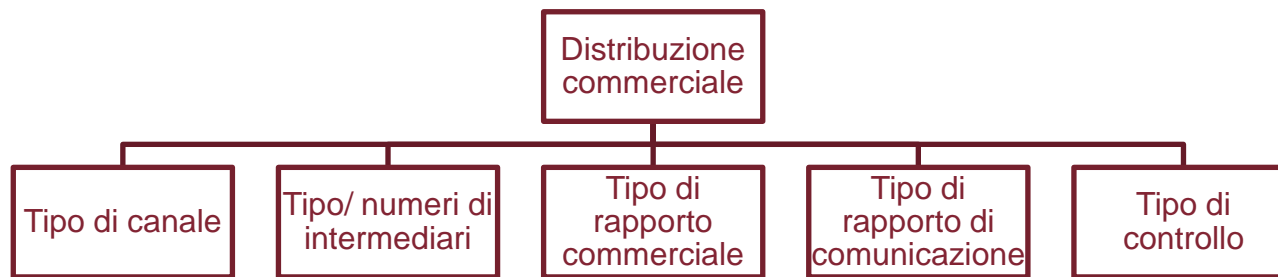 Distribuzione
commerciale
Tipo di canale
Tipo/ numeri di
intermediari
Tipo di
rapporto
commerciale
Tipo di
rapporto di
comunicazione
Tipo di
controllo